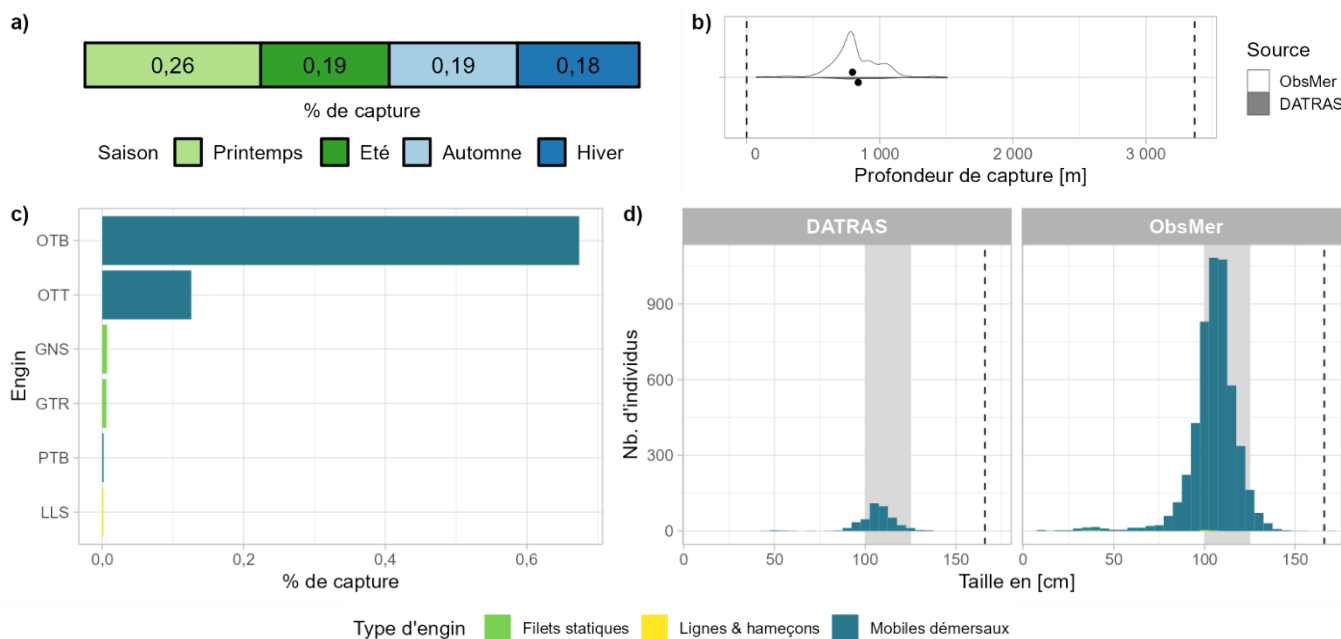 a)
0,26 0,19 0,19 0,18
% de capture
Saison Printemps Eté Automne Hiver
b)
0 1 000 2 000 3 000
Profondeur de capture [m]
Source
ObsMer
DATRAS
c)
Engin
OTB
OTT
GNS
GTR
PTB
LLS
0,0 0,2 0,4 0,6
% de capture
d)
DATRAS ObsMer
Nb. d'individus
900
600
300
0
0 50 100 150 0 50 100 150
Taille en [cm]
Type d'engin Filets statiques Lignes & hameçons Mobiles démersaux